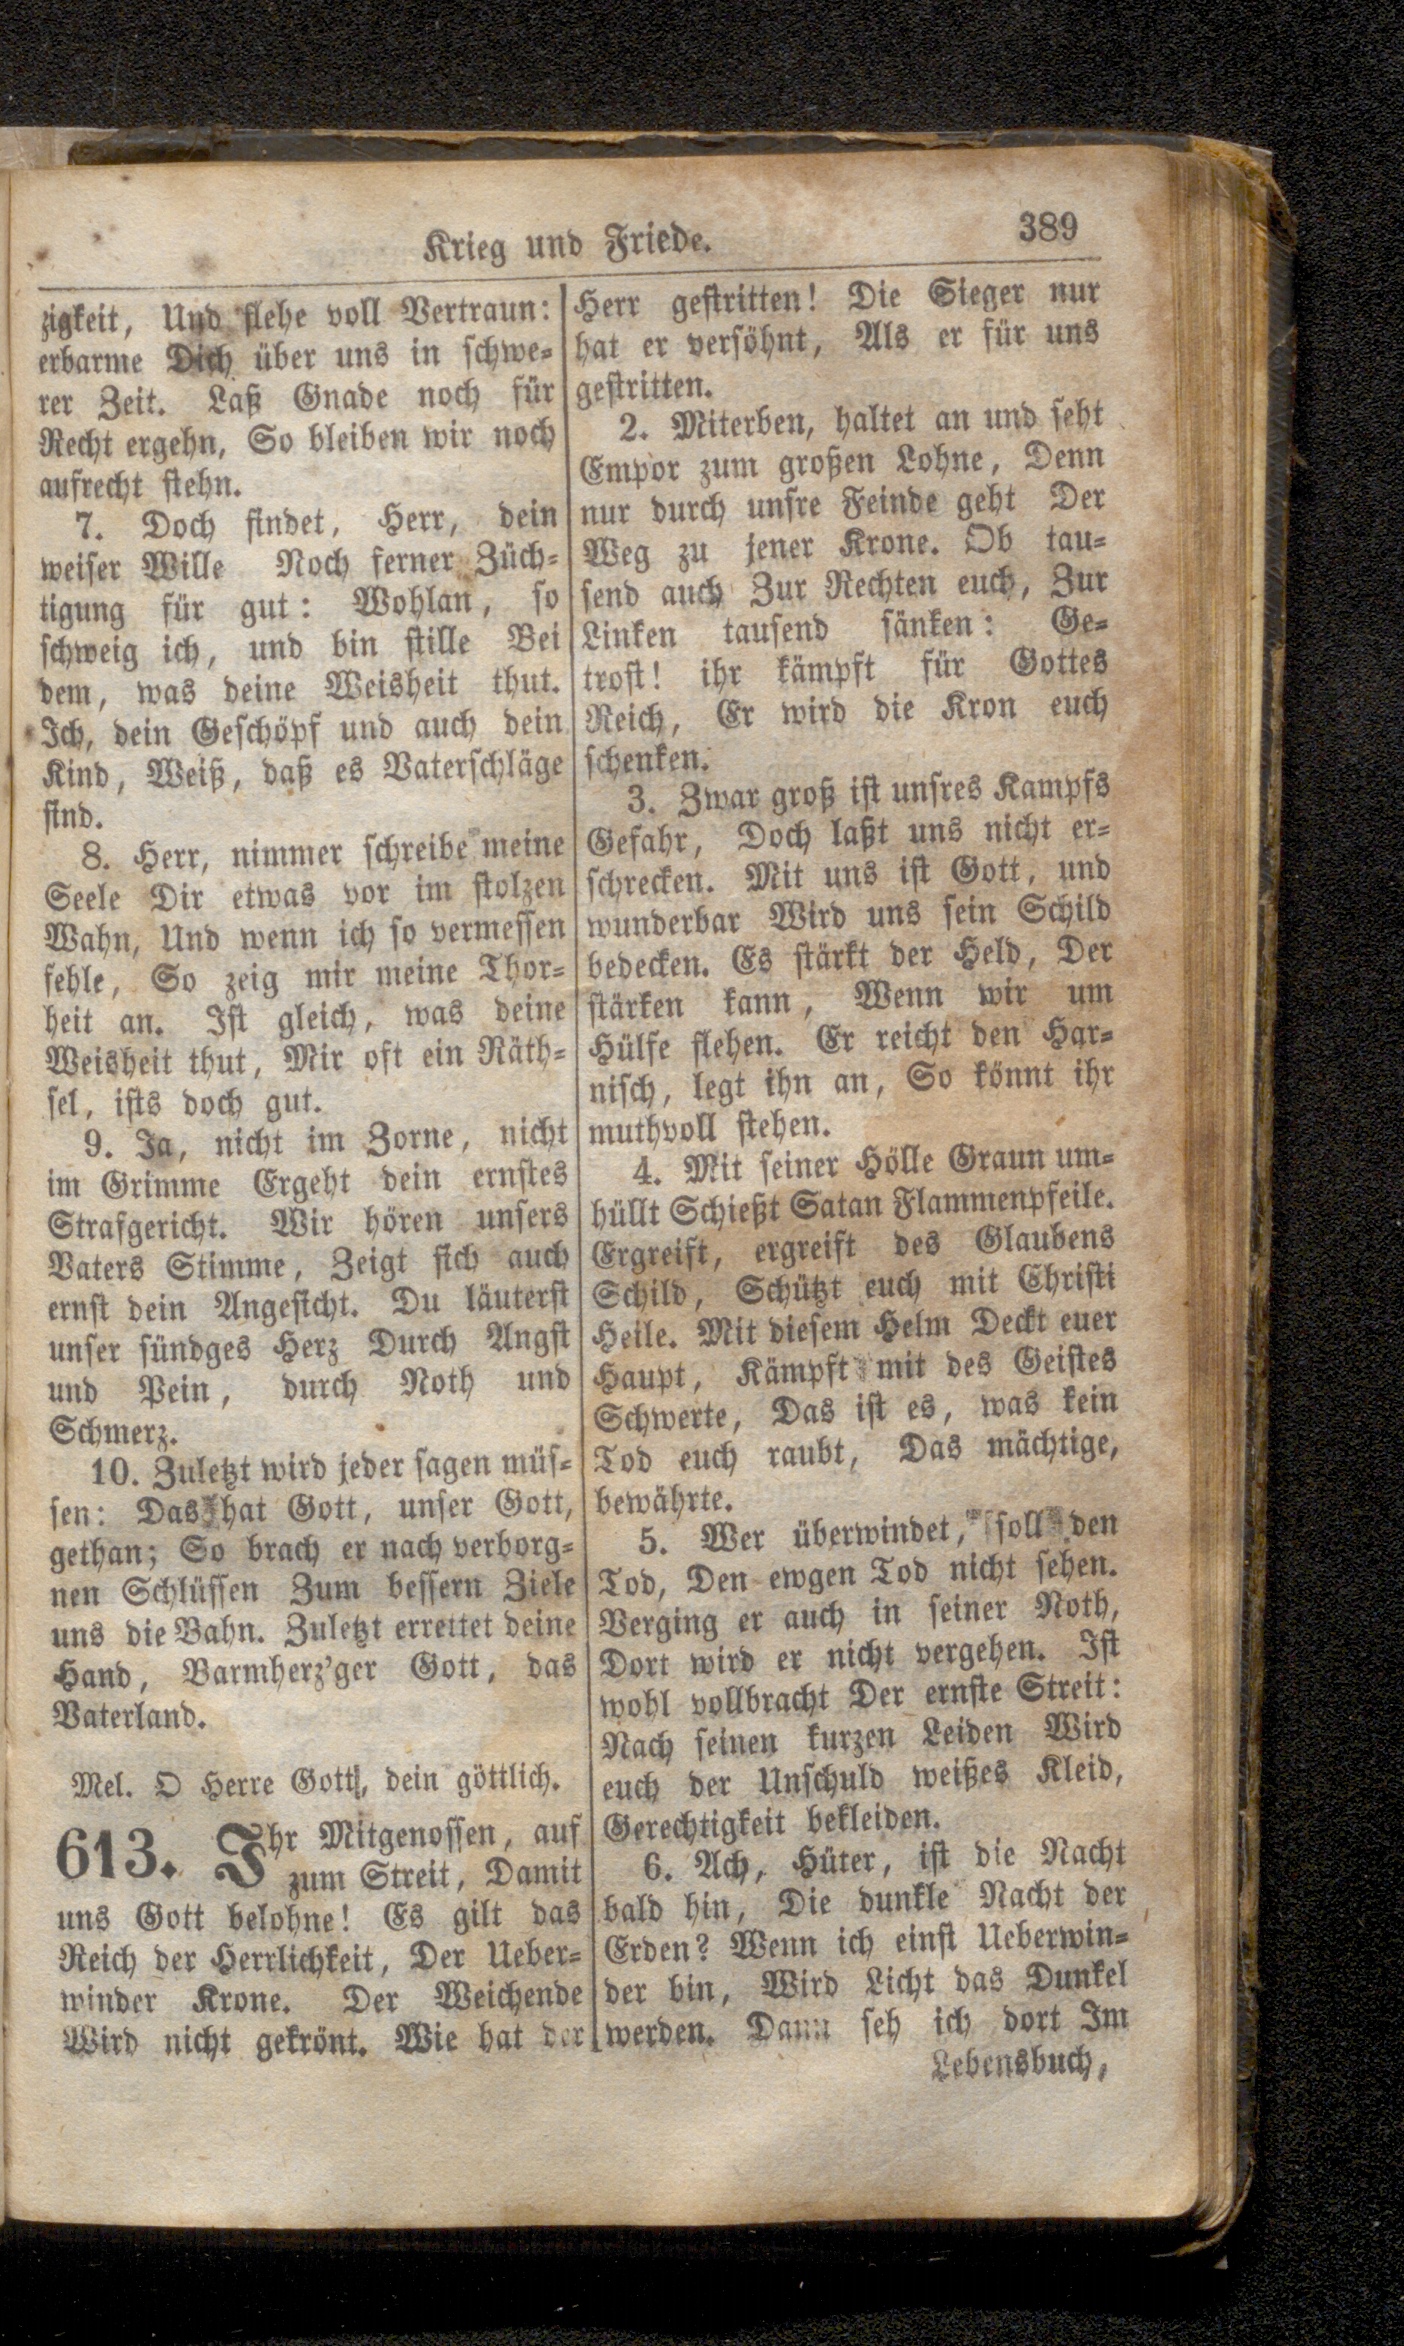 Krieg und Friede.
389
zigkeit, Und flehe voll Vertraun:
erbarme Dich über uns in schwe-
rer Zeit. Laß Gnade noch für
Recht ergehn, So bleiben wir noch
aufrecht stehn.
7. Doch findet, Herr, dein
weiser Wille Noch ferner Züch-
tigung für gut: Wohlan, so
schweig ich, und bin stille Bei
dem, was deine Weisheit thut.
Ich, dein Geschöpf und auch dein
Kind, Weiß, daß es Vaterschläge
sind.
8. Herr, nimmer schreibe meine
Seele Dir etwas vor im stolzen
Wahn, Und wenn ich so vermessen
fehle, So zeig mir meine Thor-
heit an. Ist gleich, was deine
Weisheit thut, Mir oft ein Räth-
sel, ists doch gut.
9. Ja, nicht im Zorne, nicht
im Grimme Ergeht dein ernstes
Strafgericht. Wir hören unsers
Vaters Stimme, Zeigt sich auch
ernst dein Angesicht. Du läuterst
unser sündges Herz Durch Angst
und Pein, durch Noth und
Schmerz.
10. Zuletzt wird jeder sagen müs-
sen: Das hat Gott, unser Gott,
gethan; So brach er nach verborg-
nen Schlüssen Zum bessern Ziele
uns die Bahn. Zuletzt errettet deine
Hand, Barmherz'ger Gott, das
Vaterland.
Mel. O Herre Gott, dein göttlich.
613. Ihr Mitgenossen, auf
zum Streit, Damit
uns Gott belohne! Es gilt das
Reich der Herrlichkeit, Der Ueber-
winder Krone. Der Weichende
Wird nicht gekrönt. Wie hat der
Herr gestritten! Die Sieger nur
hat er versöhnt, Als er für uns
gestritten.
2. Miterben, haltet an und seht
Empor zum großen Lohne, Denn
nur durch unsre Feinde geht Der
Weg zu jener Krone. Ob tau-
send auch Zur Rechten euch, Zur
Linken tausend sänken: Ge-
trost! ihr kämpft für Gottes
Reich, Er wird die Kron euch
schenken.
3. Zwar groß ist unsres Kampfs
Gefahr, Doch laßt uns nicht er-
schrecken. Mit uns ist Gott, und
wunderbar Wird uns sein Schild
bedecken. Es stärkt der Held, Der
stärken kann, Wenn wir um
Hülfe flehen. Er reicht den Har-
nisch, legt ihn an, So könnt ihr
muthvoll stehen.
4. Mit seiner Hölle Graun um-
hüllt Schießt Satan Flammenpfeile.
Ergreift, ergreift des Glaubens
Schild, Schützt euch mit Christi
Heile. Mit diesem Helm Deckt euer
Haupt, Kämpft mit des Geistes
Schwerte, Das ist es, was kein
Tod euch raubt, Das mächtige,
bewährte.
5. Wer überwindet, soll den
Tod, Den ewgen Tod nicht sehen.
Verging er auch in seiner Noth,
Dort wird er nicht vergehen. Ist
wohl vollbracht Der ernste Streit:
Nach seinen kurzen Leiden Wird
euch der Unschuld weißes Kleid,
Gerechtigkeit bekleiden.
6. Ach, Hüter, ist die Nacht
bald hin, Die dunkle Nacht der
Erden? Wenn ich einst Ueberwin-
der bin, Wird Licht das Dunkel
werden. Dann seh ich dort Im
Lebensbuch,